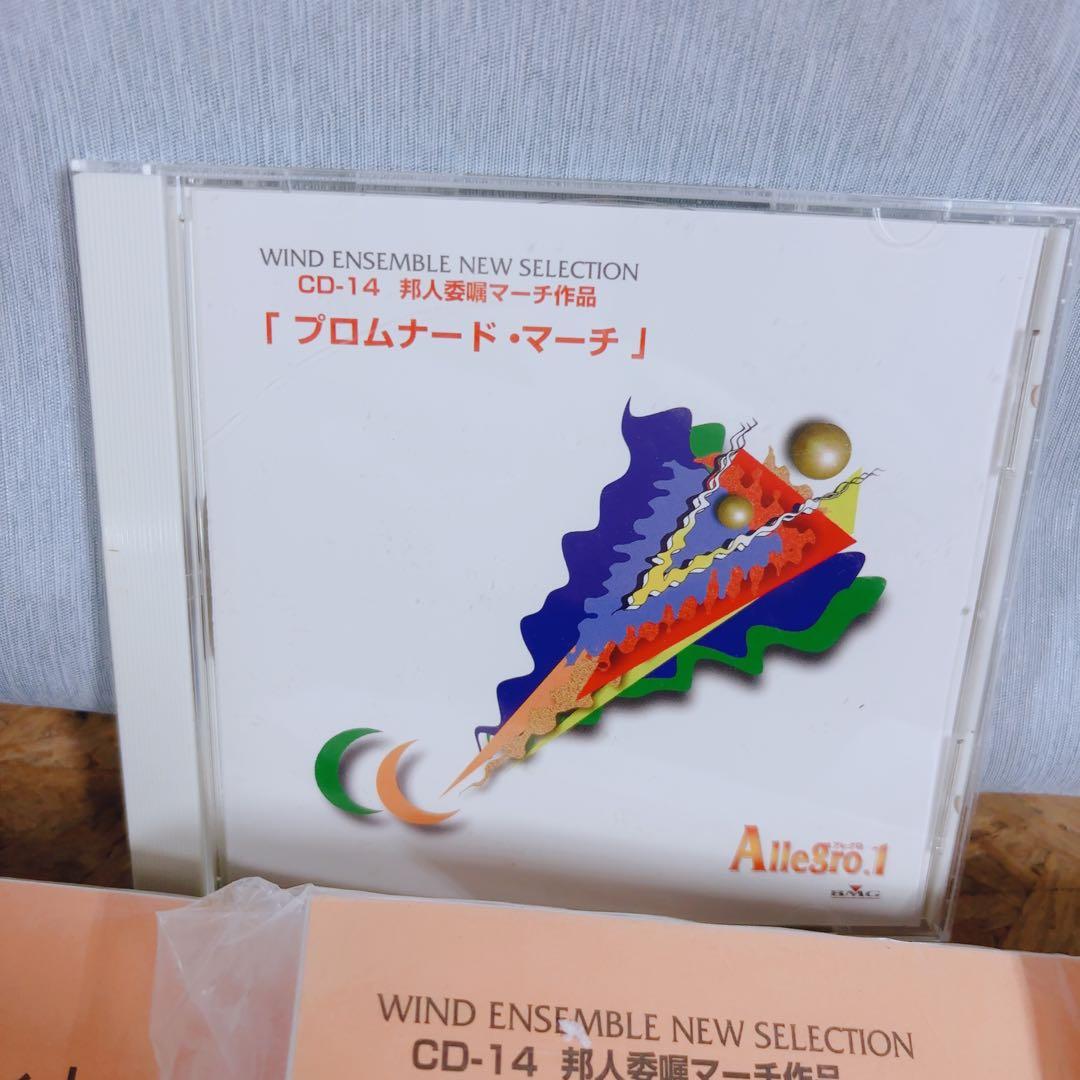 WIND ENSEMBLE NEW SELECTION
CD-14 邦人委嘱マーチ作品
「プロムナード・マーチ」
Allegro.1
BMG
WIND ENSEMBLE NEW SELECTION
CD-14 邦人委嘱マーチ作品